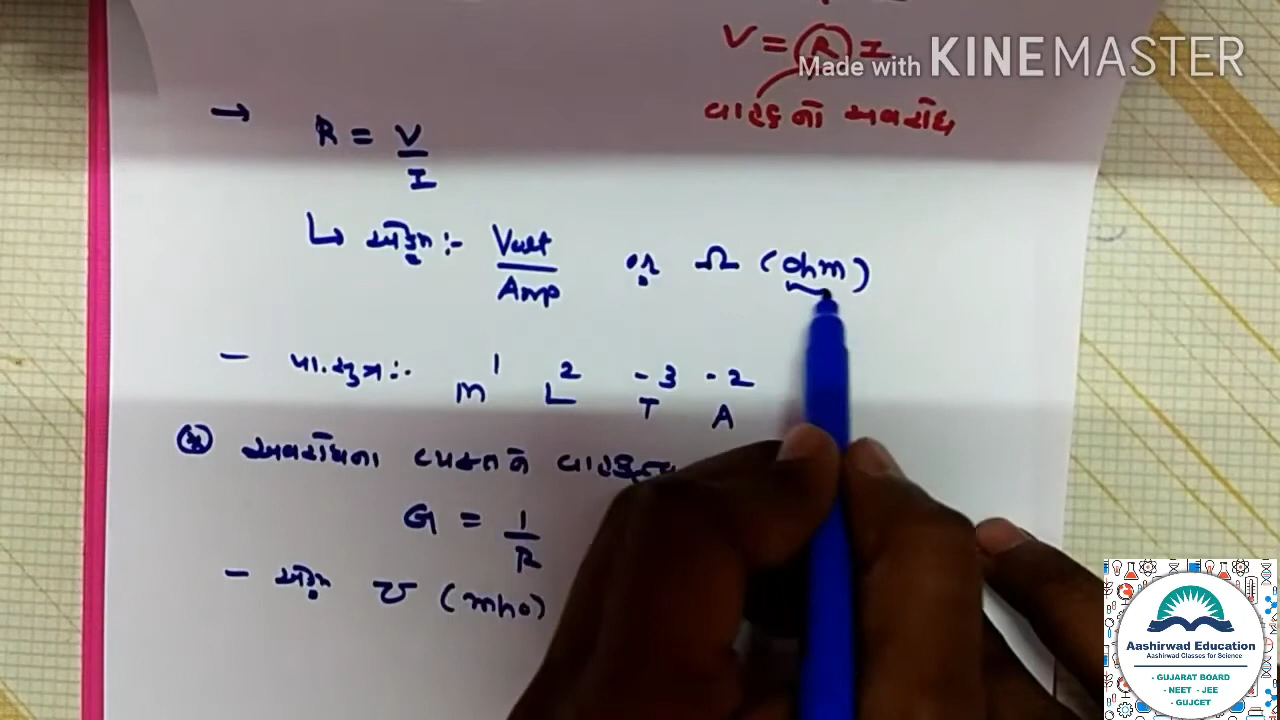 V = R I
Made with KINEMASTER
વાહકનો અવરોધ
→ R = V / I
↳ એકમ :- Volt / Amp or Ω (ohm)
- પા.સૂત્ર :- M¹ L² T⁻³ A⁻²
⊛ અવરોધના વ્યસ્તને
G = 1 / R
- એકમ ℧ (mho)
Aashirwad Education
Aashirwad Classes for Science
- GUJARAT BOARD
- NEET - JEE
- GUJCET